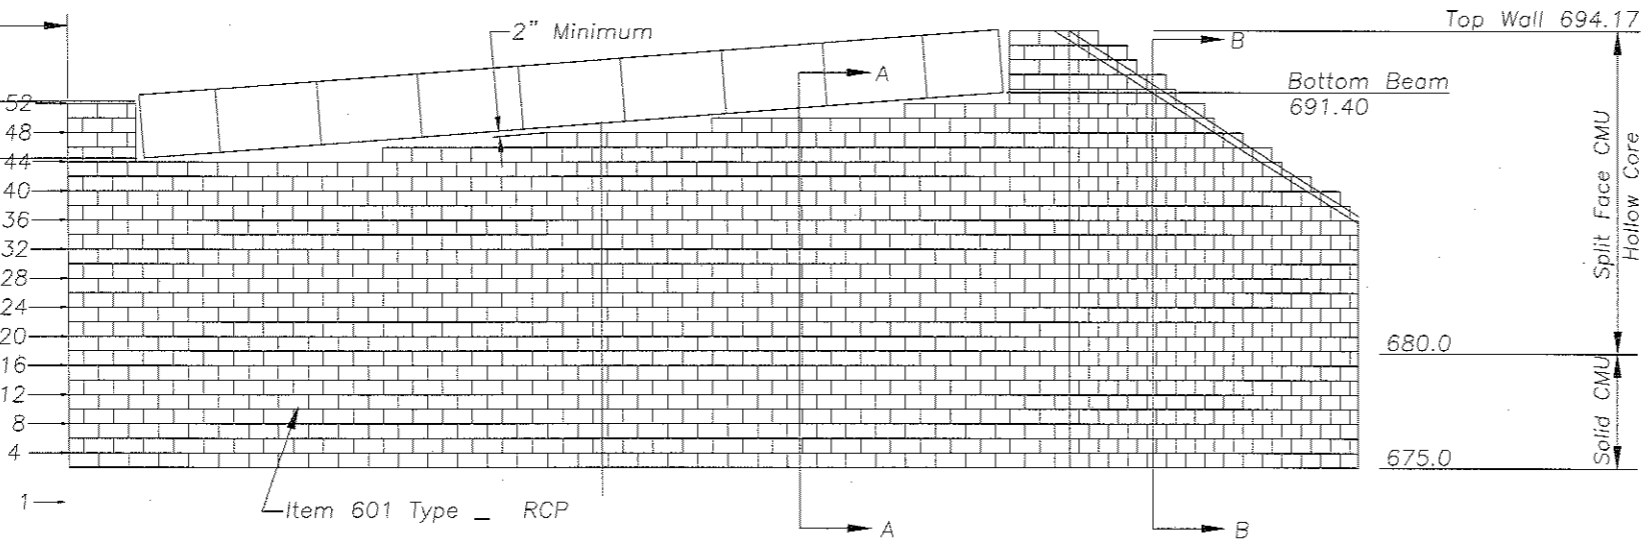 Top Wall 694.17
2" Minimum
B
A
Bottom Beam
691.40
52
48
44
40
36
32
28
24
20
16
12
8
4
1
Split Face CMU
Hollow Core
680.0
Solid CMU
675.0
Item 601 Type _ RCP
A
B